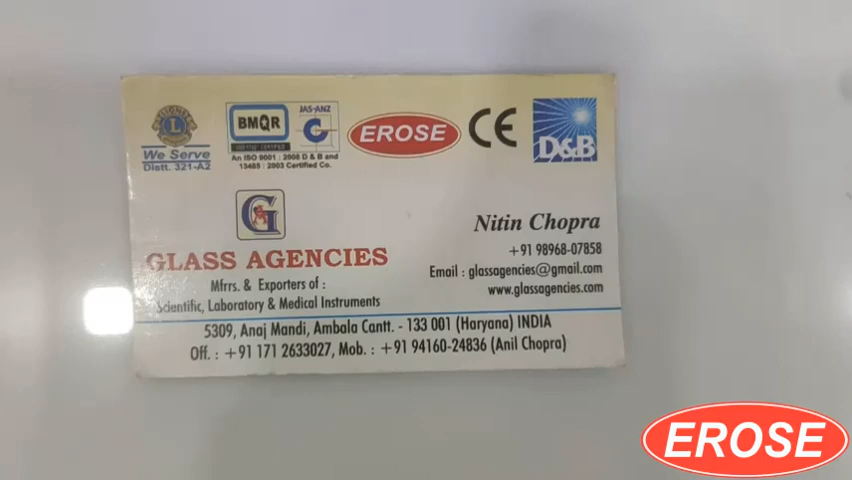 LIONS
L
We Serve
Distt. 321-A2
BMQR
JAS-ANZ
An ISO 9001 : 2008 D & B and
13485 : 2003 Certified Co.
EROSE
CE
D&B
G
GLASS AGENCIES
Mfrrs. & Exporters of :
Scientific, Laboratory & Medical Instruments
Nitin Chopra
+91 98968-07858
Email : glassagencies@gmail.com
www.glassagencies.com
5309, Anaj Mandi, Ambala Cantt. - 133 001 (Haryana) INDIA
Off. : +91 171 2633027, Mob. : +91 94160-24836 (Anil Chopra)
EROSE